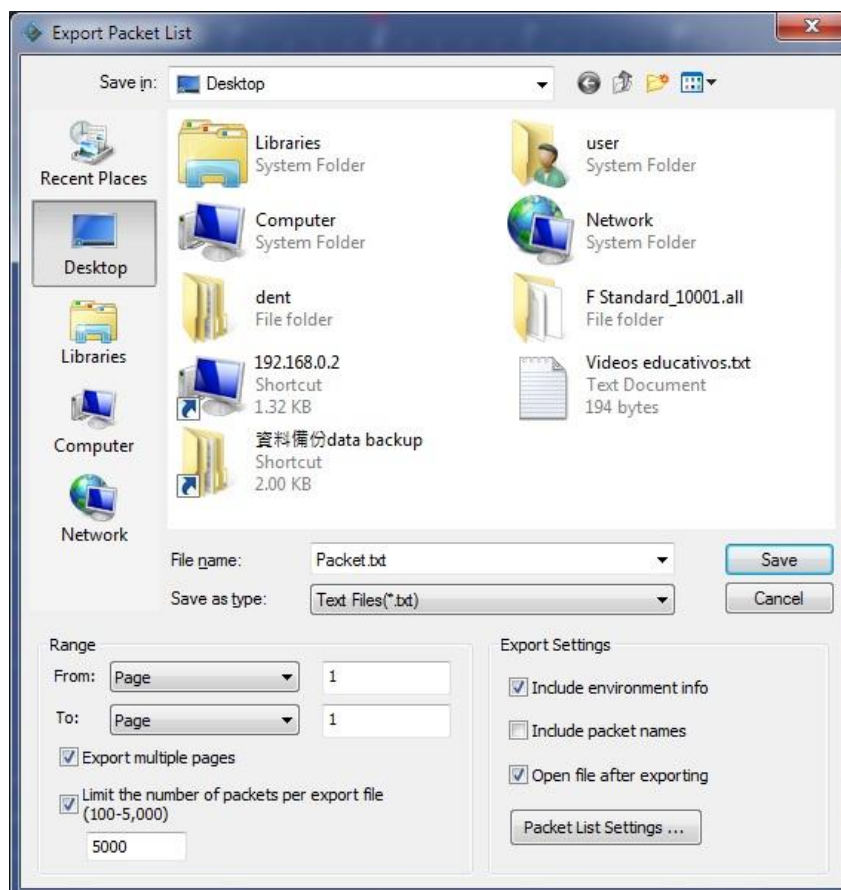 Export Packet List
Save in:
Desktop
Recent Places
Desktop
Libraries
Computer
Network
Libraries
System Folder
user
System Folder
Computer
System Folder
Network
System Folder
dent
File folder
F Standard_10001.all
File folder
192.168.0.2
Shortcut
1.32 KB
Videos educativos.txt
Text Document
194 bytes
資料備份data backup
Shortcut
2.00 KB
File name:
Packet.txt
Save
Save as type:
Text Files(*.txt)
Cancel
Range
From:
Page
1
To:
Page
1
Export multiple pages
Limit the number of packets per export file
(100-5,000)
5000
Export Settings
Include environment info
Include packet names
Open file after exporting
Packet List Settings ...